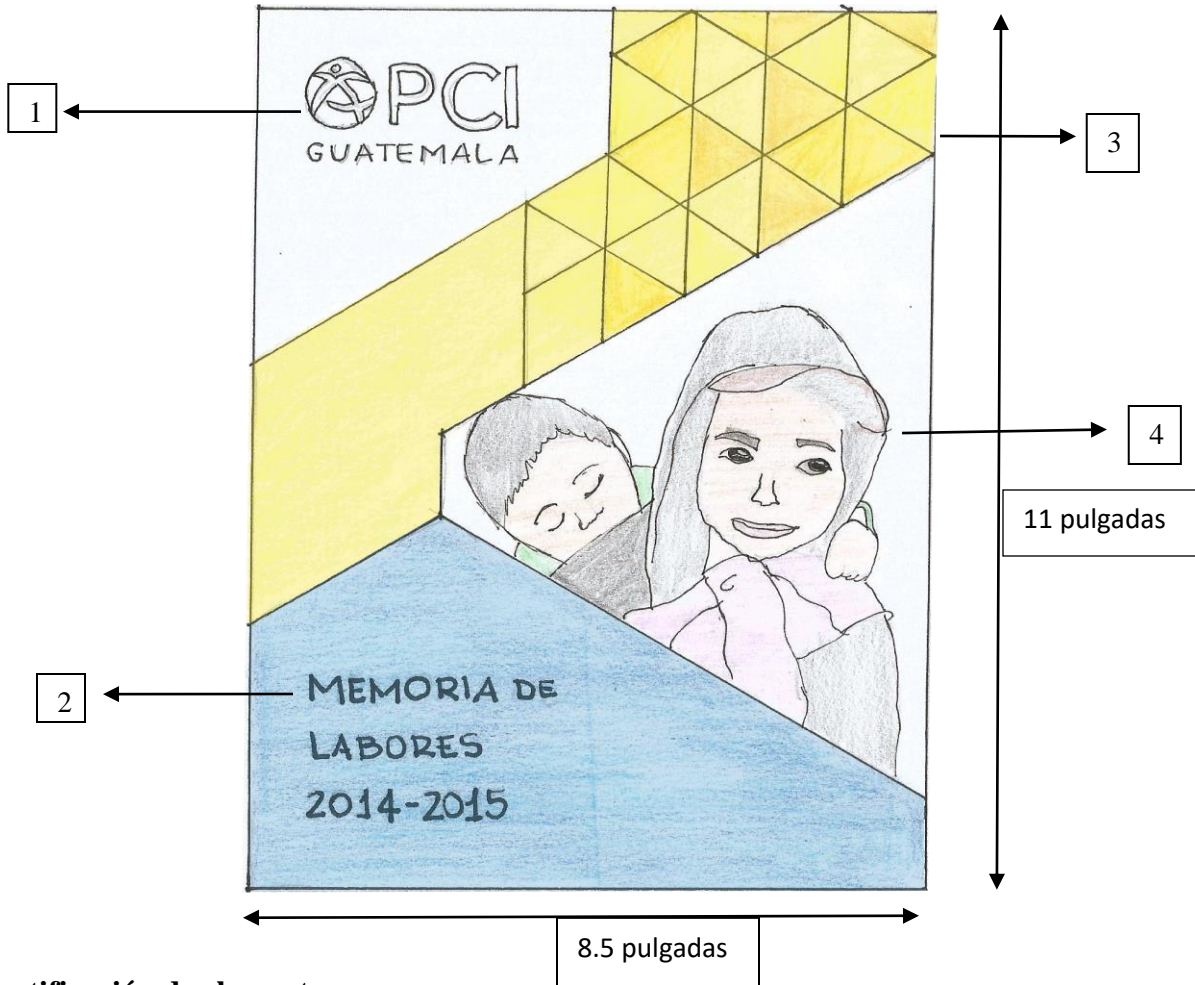 PCI
GUATEMALA
1
3
4
11 pulgadas
2
MEMORIA DE
LABORES
2014-2015
8.5 pulgadas